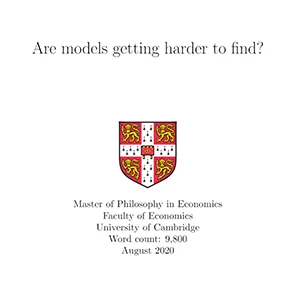 Are models getting harder to find?
Master of Philosophy in Economics
Faculty of Economics
University of Cambridge
Word count: 9,800
August 2020